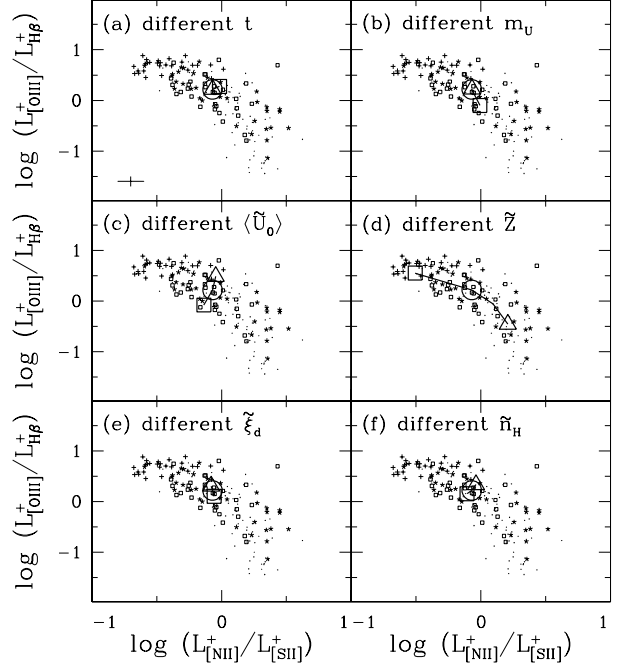 (a) different t
(b) different m_U
1
0
−1
log (L⁺_[OIII]/L⁺_Hβ)
(c) different ⟨Ũ₀⟩
(d) different Z̃
1
0
−1
log (L⁺_[OIII]/L⁺_Hβ)
(e) different ξ̃_d
(f) different ñ_H
1
0
−1
log (L⁺_[OIII]/L⁺_Hβ)
−1 0 −1 0 1
log (L⁺_[NII]/L⁺_[SII]) log (L⁺_[NII]/L⁺_[SII])